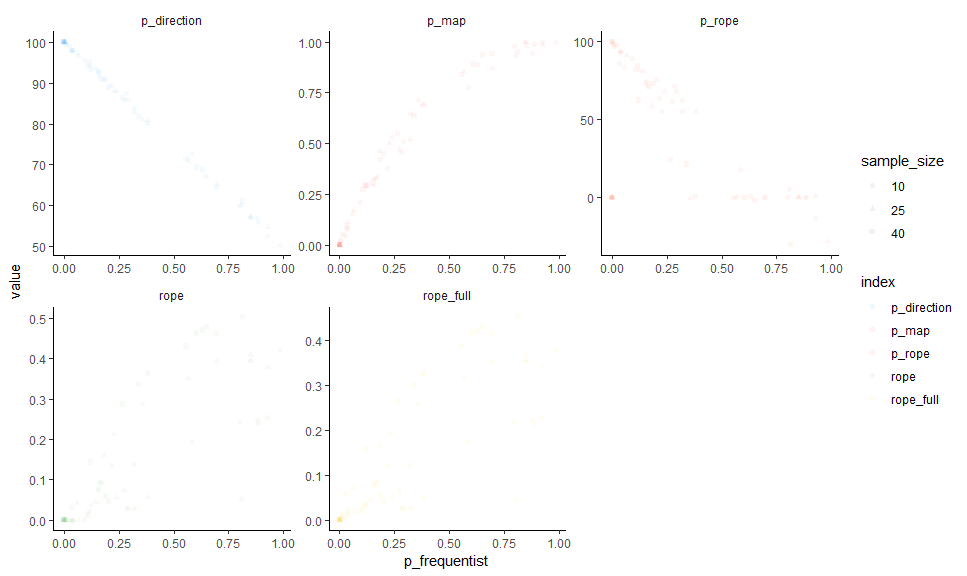 p_direction
p_map
p_rope
100
90
80
70
60
50
0.00 0.25 0.50 0.75 1.00
1.00
0.75
0.50
0.25
0.00
0.00 0.25 0.50 0.75 1.00
100
50
0
0.00 0.25 0.50 0.75 1.00
value
rope
rope_full
0.5
0.4
0.3
0.2
0.1
0.0
0.00 0.25 0.50 0.75 1.00
0.4
0.3
0.2
0.1
0.0
0.00 0.25 0.50 0.75 1.00
p_frequentist
sample_size
10
25
40
index
p_direction
p_map
p_rope
rope
rope_full